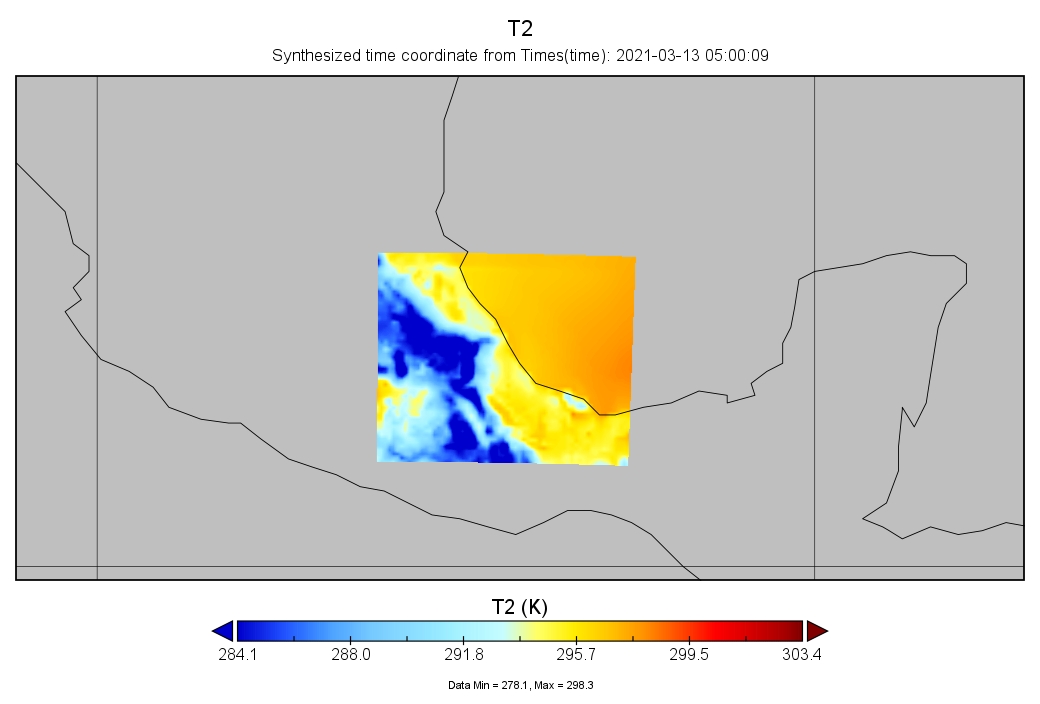 T2
Synthesized time coordinate from Times(time): 2021-03-13 05:00:09
T2 (K)
284.1 288.0 291.8 295.7 299.5 303.4
Data Min = 278.1, Max = 298.3